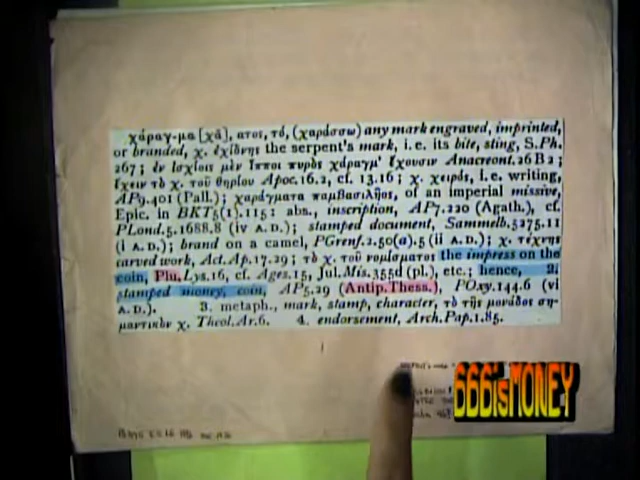 χάραγ-μα [χᾰ], ατος, τό, (χαράσσω) any mark engraved, imprinted,
or branded, χ. ἐχίδνης the serpent's mark, i.e. its bite, sting, S.Ph.
267; ἐν ἰσχίοις μὲν ἵπποι πυρὸς χάραγμ' ἔχουσιν Anacreont.26B2;
ἔχειν τὸ χ. τοῦ θηρίου Apoc.16.2, cf. 13.16; χ. χειρός, i.e. writing,
AP9.401 (Pall.); χαράγματα παμβασιλῆος, of an imperial missive,
Epic. in BKT5(1).115: abs., inscription, AP7.220 (Agath.), cf.
PLond.5.1688.8 (iv A.D.); stamped document, Sammelb.5275.11
(i A.D.); brand on a camel, PGrenf.2.50(a).5 (ii A.D.); χ. τέχνης
carved work, Act.Ap.17.29; τὸ χ. τοῦ νομίσματος the impress on the
coin, Plu.Lys.16, cf. Ages.15, Jul.Mis.355d (pl.), etc.; hence, 2.
stamped money, coin, AP5.29 (Antip.Thess.), POxy.144.6 (vi
A.D.). 3. metaph., mark, stamp, character, τὸ τῆς μονάδος ση-
μαντικὸν χ. Theol.Ar.6. 4. endorsement, Arch.Pap.1.85.
666isMONEY